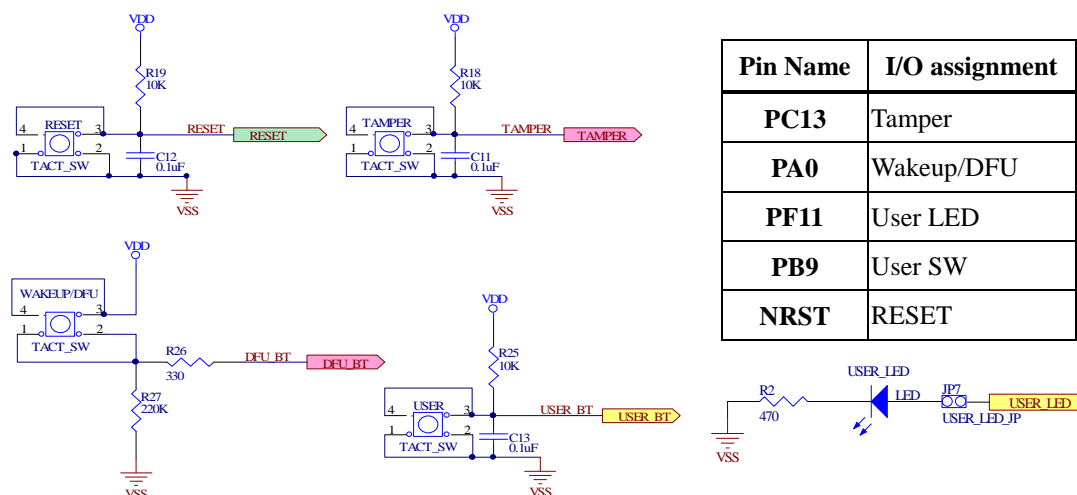 VDD
R19
10K
RESET
4
3
1
2
TACT_SW
RESET
RESET
C12
0.1uF
VSS
VDD
R18
10K
TAMPER
4
3
1
2
TACT_SW
TAMPER
TAMPER
C11
0.1uF
VSS
VDD
WAKEUP/DFU
4
3
1
2
TACT_SW
R26
330
DFU_BT
DFU_BT
R27
220K
VSS
VDD
R25
10K
USER
4
3
1
2
TACT_SW
USER_BT
USER_BT
C13
0.1uF
VSS
Pin Name I/O assignment
PC13 Tamper
PA0 Wakeup/DFU
PF11 User LED
PB9 User SW
NRST RESET
USER_LED
R2
470
LED
JP7
USER_LED_JP
USER_LED
VSS